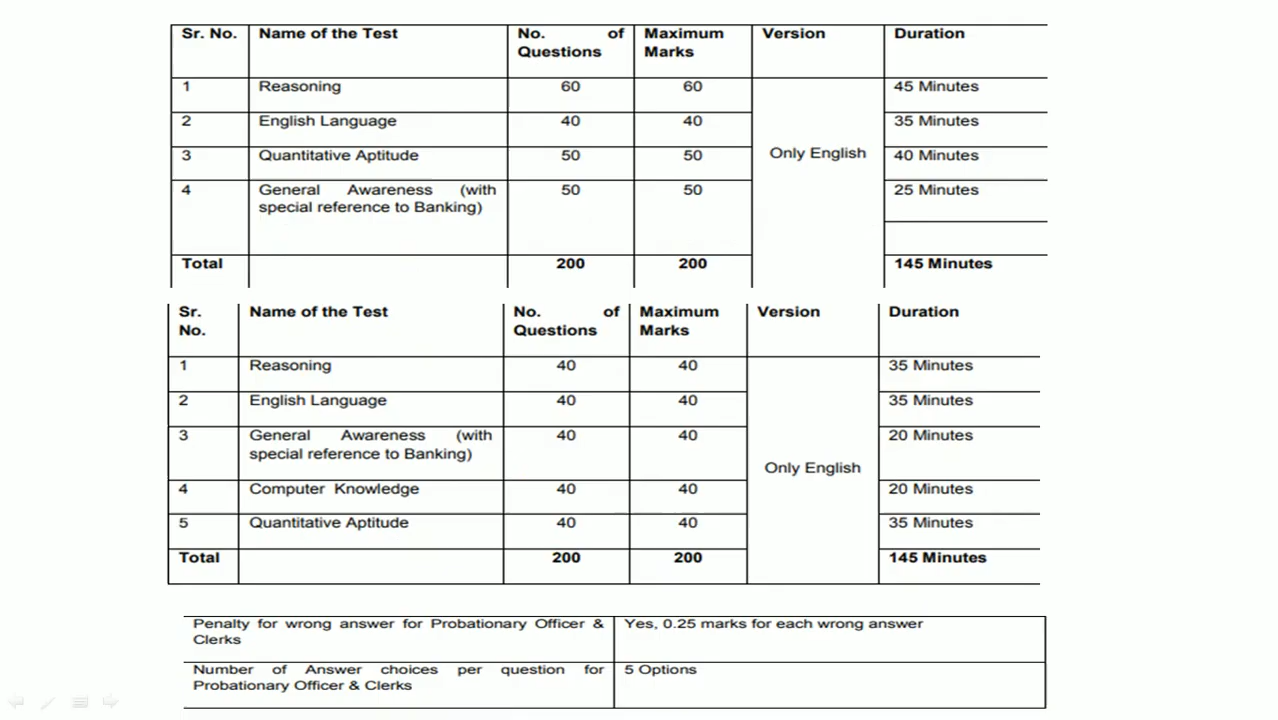 Sr. No. Name of the Test No. of Questions Maximum Marks Version Duration
1 Reasoning 60 60 Only English 45 Minutes
2 English Language 40 40 35 Minutes
3 Quantitative Aptitude 50 50 40 Minutes
4 General Awareness (with special reference to Banking) 50 50 25 Minutes
Total 200 200 145 Minutes
Sr. No. Name of the Test No. of Questions Maximum Marks Version Duration
1 Reasoning 40 40 Only English 35 Minutes
2 English Language 40 40 35 Minutes
3 General Awareness (with special reference to Banking) 40 40 20 Minutes
4 Computer Knowledge 40 40 20 Minutes
5 Quantitative Aptitude 40 40 35 Minutes
Total 200 200 145 Minutes
Penalty for wrong answer for Probationary Officer & Clerks Yes, 0.25 marks for each wrong answer
Number of Answer choices per question for Probationary Officer & Clerks 5 Options